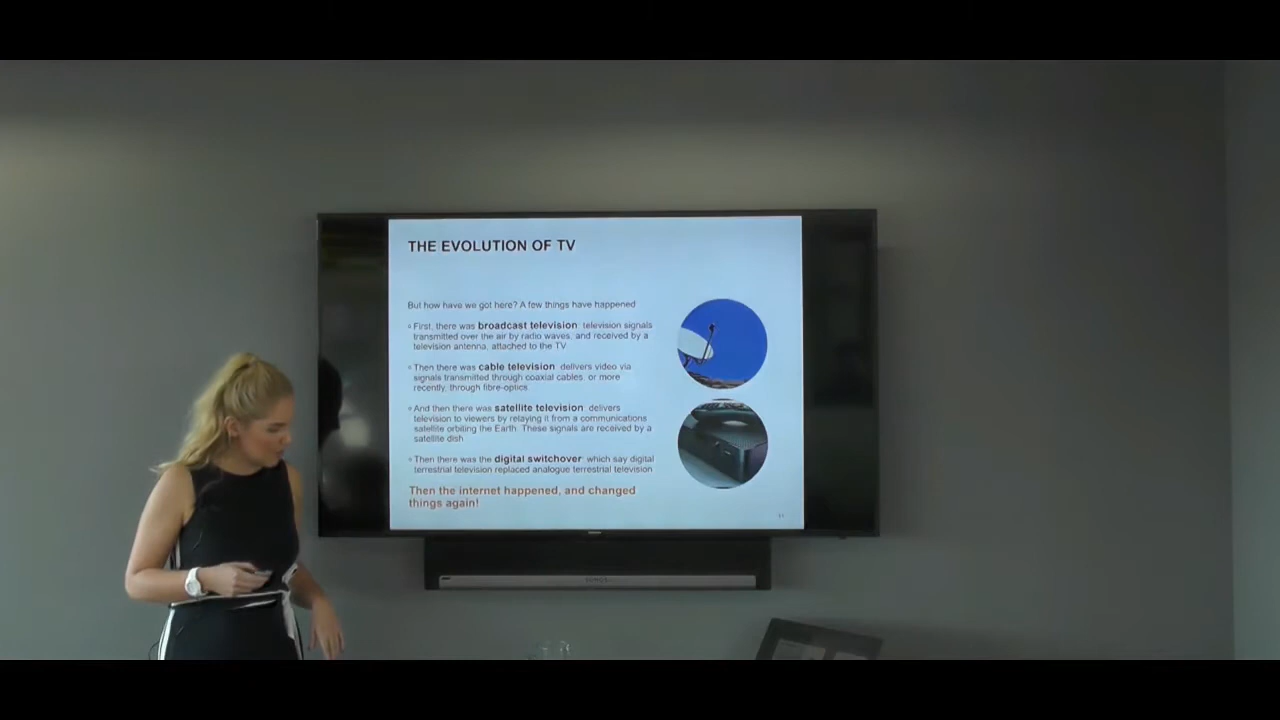 THE EVOLUTION OF TV
But how have we got here? A few things have happened
First, there was broadcast television: television signals
transmitted over the air by radio waves, and received by a
television antenna, attached to the TV
Then there was cable television: delivers video via
signals transmitted through coaxial cables, or more
recently, through fibre-optics
And then there was satellite television: delivers
television to viewers by relaying it from a communications
satellite orbiting the Earth. These signals are received by a
satellite dish
Then there was the digital switchover: which say digital
terrestrial television replaced analogue terrestrial television
Then the internet happened, and changed
things again!
11
SONOS